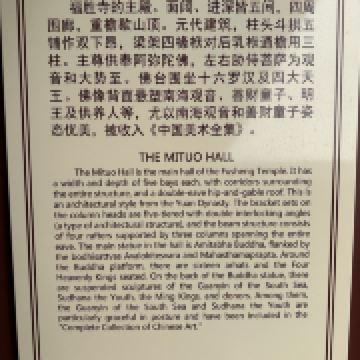 福胜寺的主殿。面阔、进深皆五间,四周
围廊,重檐歇山顶。元代建筑,柱头斗拱五
铺作双下昂,梁架四椽栿对后乳栿通檐用三
柱。主尊供奉阿弥陀佛,左右胁侍菩萨为观
音和大势至。佛台围坐十六罗汉及四大天
王。佛像背面悬塑南海观音、善财童子、明
王及供养人等,尤以南海观音和善财童子姿
态优美,被收入《中国美术全集》。
THE MITUO HALL
The Mituo Hall is the main hall of the Fusheng Temple. It has
a width and depth of five bays each, with corridors surrounding
the entire structure, and a double-eave hip-and-gable roof. This is
an architectural style from the Yuan Dynasty. The bracket sets on
the column heads are five-tiered with double interlocking angles
(a type of architectural structure), and the beam structure consists
of four rafters supported by three columns spanning the entire
eave. The main statue in the hall is Amitabha Buddha, flanked by
the bodhisattvas Avalokitesvara and Mahasthamaprapta. Around
the Buddha platform, there are sixteen arhats and the Four
Heavenly Kings seated. On the back of the Buddha statue, there
are suspended sculptures of the Guanyin of the South Sea,
Sudhana the Youth, the Ming Kings, and donors. Among them,
the Guanyin of the South Sea and Sudhana the Youth are
particularly graceful in posture and have been included in the
"Complete Collection of Chinese Art."